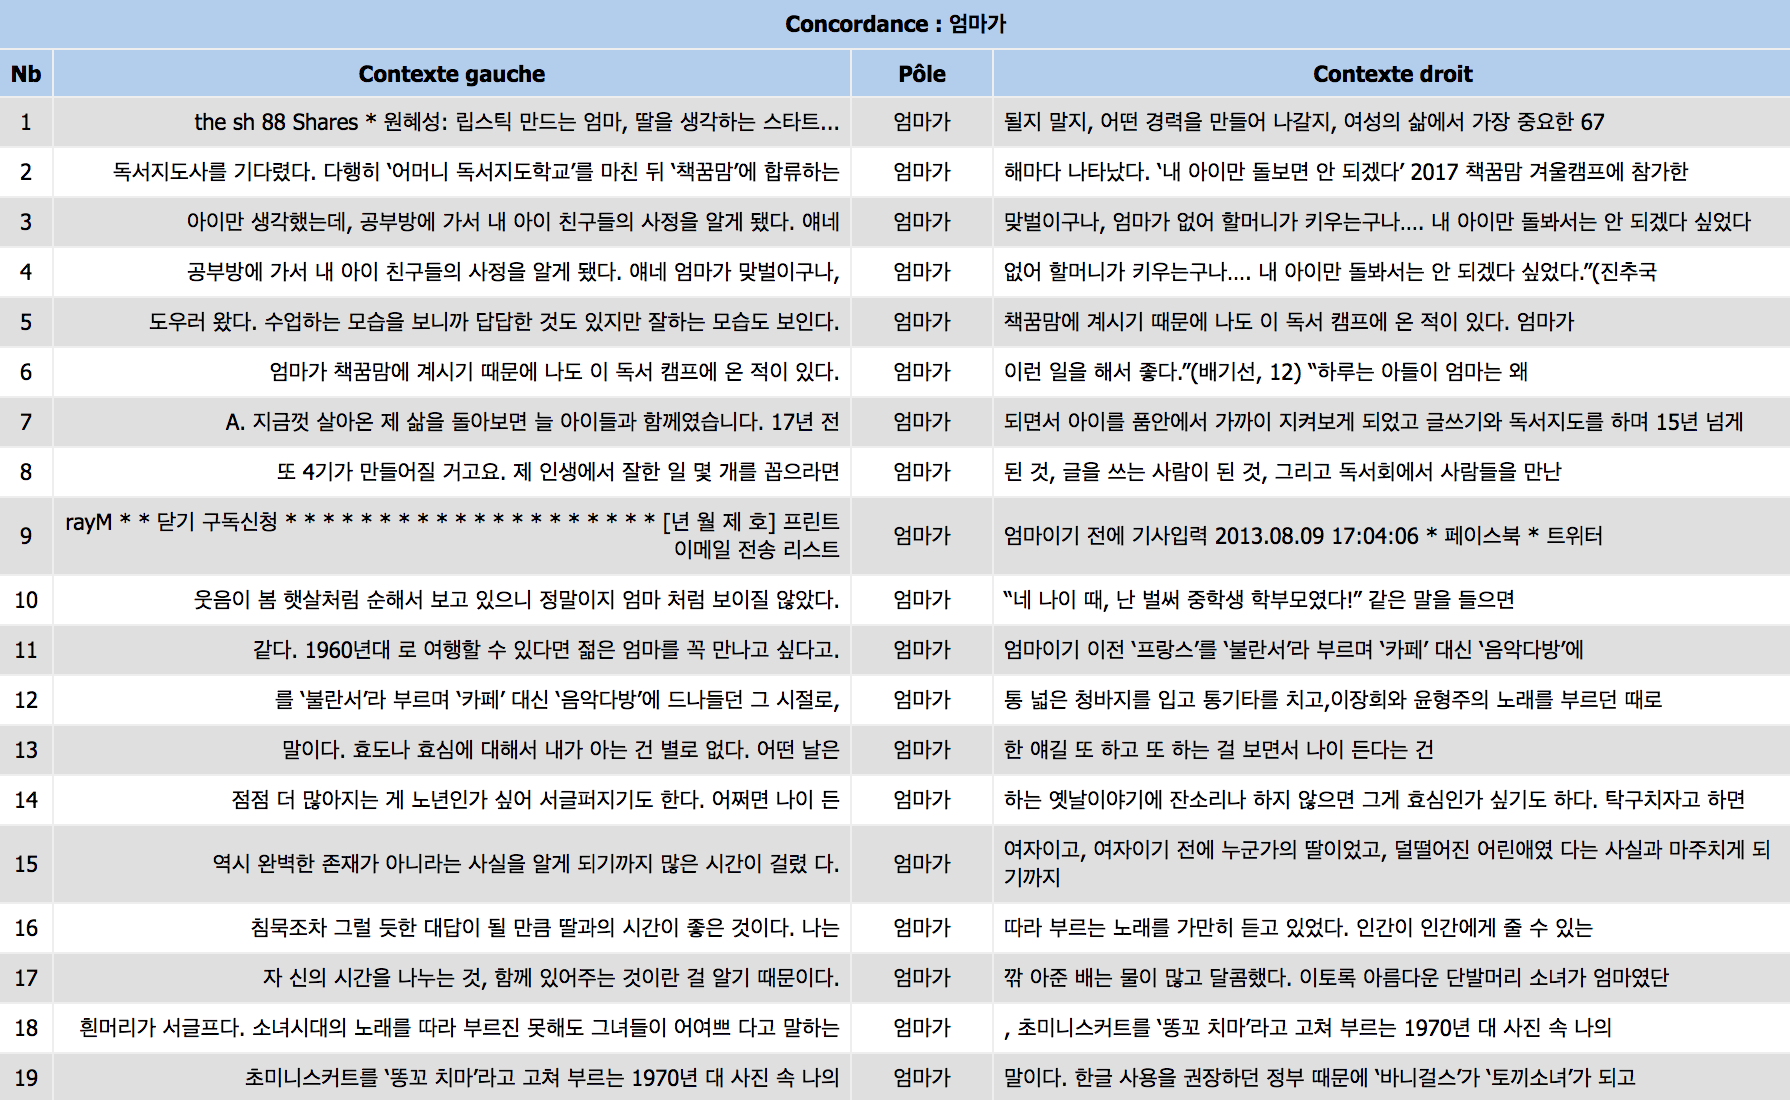 Concordance : 엄마가
Nb Contexte gauche Pôle Contexte droit
1 the sh 88 Shares * 원혜성: 립스틱 만드는 엄마, 딸을 생각하는 스타트... 엄마가 될지 말지, 어떤 경력을 만들어 나갈지, 여성의 삶에서 가장 중요한 67
2 독서지도사를 기다렸다. 다행히 ‘어머니 독서지도학교’를 마친 뒤 ‘책꿈맘’에 합류하는 엄마가 해마다 나타났다. ‘내 아이만 돌보면 안 되겠다’ 2017 책꿈맘 겨울캠프에 참가한
3 아이만 생각했는데, 공부방에 가서 내 아이 친구들의 사정을 알게 됐다. 얘네 엄마가 맞벌이구나, 엄마가 없어 할머니가 키우는구나…. 내 아이만 돌봐서는 안 되겠다 싶었다
4 공부방에 가서 내 아이 친구들의 사정을 알게 됐다. 얘네 엄마가 맞벌이구나, 엄마가 없어 할머니가 키우는구나…. 내 아이만 돌봐서는 안 되겠다 싶었다.”(진추국
5 도우러 왔다. 수업하는 모습을 보니까 답답한 것도 있지만 잘하는 모습도 보인다. 엄마가 책꿈맘에 계시기 때문에 나도 이 독서 캠프에 온 적이 있다. 엄마가
6 엄마가 책꿈맘에 계시기 때문에 나도 이 독서 캠프에 온 적이 있다. 엄마가 이런 일을 해서 좋다.”(배기선, 12) “하루는 아들이 엄마는 왜
7 A. 지금껏 살아온 제 삶을 돌아보면 늘 아이들과 함께였습니다. 17년 전 엄마가 되면서 아이를 품안에서 가까이 지켜보게 되었고 글쓰기와 독서지도를 하며 15년 넘게
8 또 4기가 만들어질 거고요. 제 인생에서 잘한 일 몇 개를 꼽으라면 엄마가 된 것, 글을 쓰는 사람이 된 것, 그리고 독서회에서 사람들을 만난
9 rayM * * 닫기 구독신청 * * * * * * * * * * * * * * * * * * * * [년 월 제 호] 프린트
이메일 전송 리스트 엄마가 엄마이기 전에 기사입력 2013.08.09 17:04:06 * 페이스북 * 트위터
10 웃음이 봄 햇살처럼 순해서 보고 있으니 정말이지 엄마 처럼 보이질 않았다. 엄마가 “네 나이 때, 난 벌써 중학생 학부모였다!” 같은 말을 들으면
11 같다. 1960년대 로 여행할 수 있다면 젊은 엄마를 꼭 만나고 싶다고. 엄마가 엄마이기 이전 ‘프랑스’를 ‘불란서’라 부르며 ‘카페’ 대신 ‘음악다방’에
12 를 ‘불란서’라 부르며 ‘카페’ 대신 ‘음악다방’에 드나들던 그 시절로, 엄마가 통 넓은 청바지를 입고 통기타를 치고,이장희와 윤형주의 노래를 부르던 때로
13 말이다. 효도나 효심에 대해서 내가 아는 건 별로 없다. 어떤 날은 엄마가 한 얘길 또 하고 또 하는 걸 보면서 나이 든다는 건
14 점점 더 많아지는 게 노년인가 싶어 서글퍼지기도 한다. 어쩌면 나이 든 엄마가 하는 옛날이야기에 잔소리나 하지 않으면 그게 효심인가 싶기도 하다. 탁구치자고 하면
15 역시 완벽한 존재가 아니라는 사실을 알게 되기까지 많은 시간이 걸렸 다. 엄마가 여자이고, 여자이기 전에 누군가의 딸이었고, 덜떨어진 어린애였 다는 사실과 마주치게 되
기까지
16 침묵조차 그럴 듯한 대답이 될 만큼 딸과의 시간이 좋은 것이다. 나는 엄마가 따라 부르는 노래를 가만히 듣고 있었다. 인간이 인간에게 줄 수 있는
17 자 신의 시간을 나누는 것, 함께 있어주는 것이란 걸 알기 때문이다. 엄마가 깎 아준 배는 물이 많고 달콤했다. 이토록 아름다운 단발머리 소녀가 엄마였단
18 흰머리가 서글프다. 소녀시대의 노래를 따라 부르진 못해도 그녀들이 어여쁘 다고 말하는 엄마가 , 초미니스커트를 ‘똥꼬 치마’라고 고쳐 부르는 1970년 대 사진 속 나의
19 초미니스커트를 ‘똥꼬 치마’라고 고쳐 부르는 1970년 대 사진 속 나의 엄마가 말이다. 한글 사용을 권장하던 정부 때문에 ‘바니걸스’가 ‘토끼소녀’가 되고